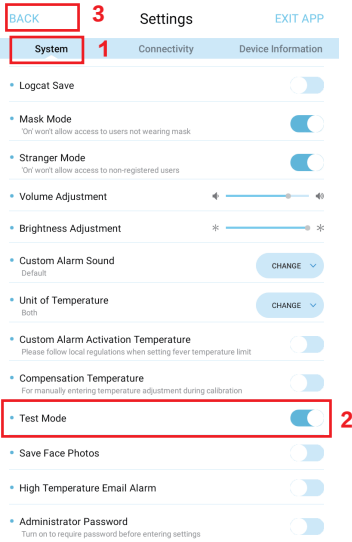 BACK 3 Settings EXIT APP
System 1 Connectivity Device Information
Logcat Save
Mask Mode
'On' won't allow access to users not wearing mask
Stranger Mode
'On' won't allow access to non-registered users
Volume Adjustment
Brightness Adjustment
Custom Alarm Sound
Default
CHANGE
Unit of Temperature
Both
CHANGE
Custom Alarm Activation Temperature
Please follow local regulations when setting fever temperature limit
Compensation Temperature
For manually entering temperature adjustment during calibration
Test Mode 2
Save Face Photos
High Temperature Email Alarm
Administrator Password
Turn on to require password before entering settings